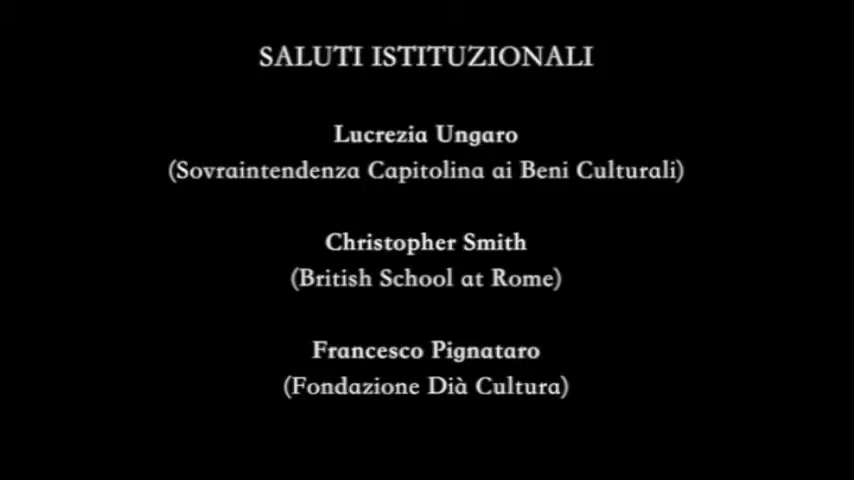 SALUTI ISTITUZIONALI
Lucrezia Ungaro
(Sovraintendenza Capitolina ai Beni Culturali)
Christopher Smith
(British School at Rome)
Francesco Pignataro
(Fondazione Dià Cultura)